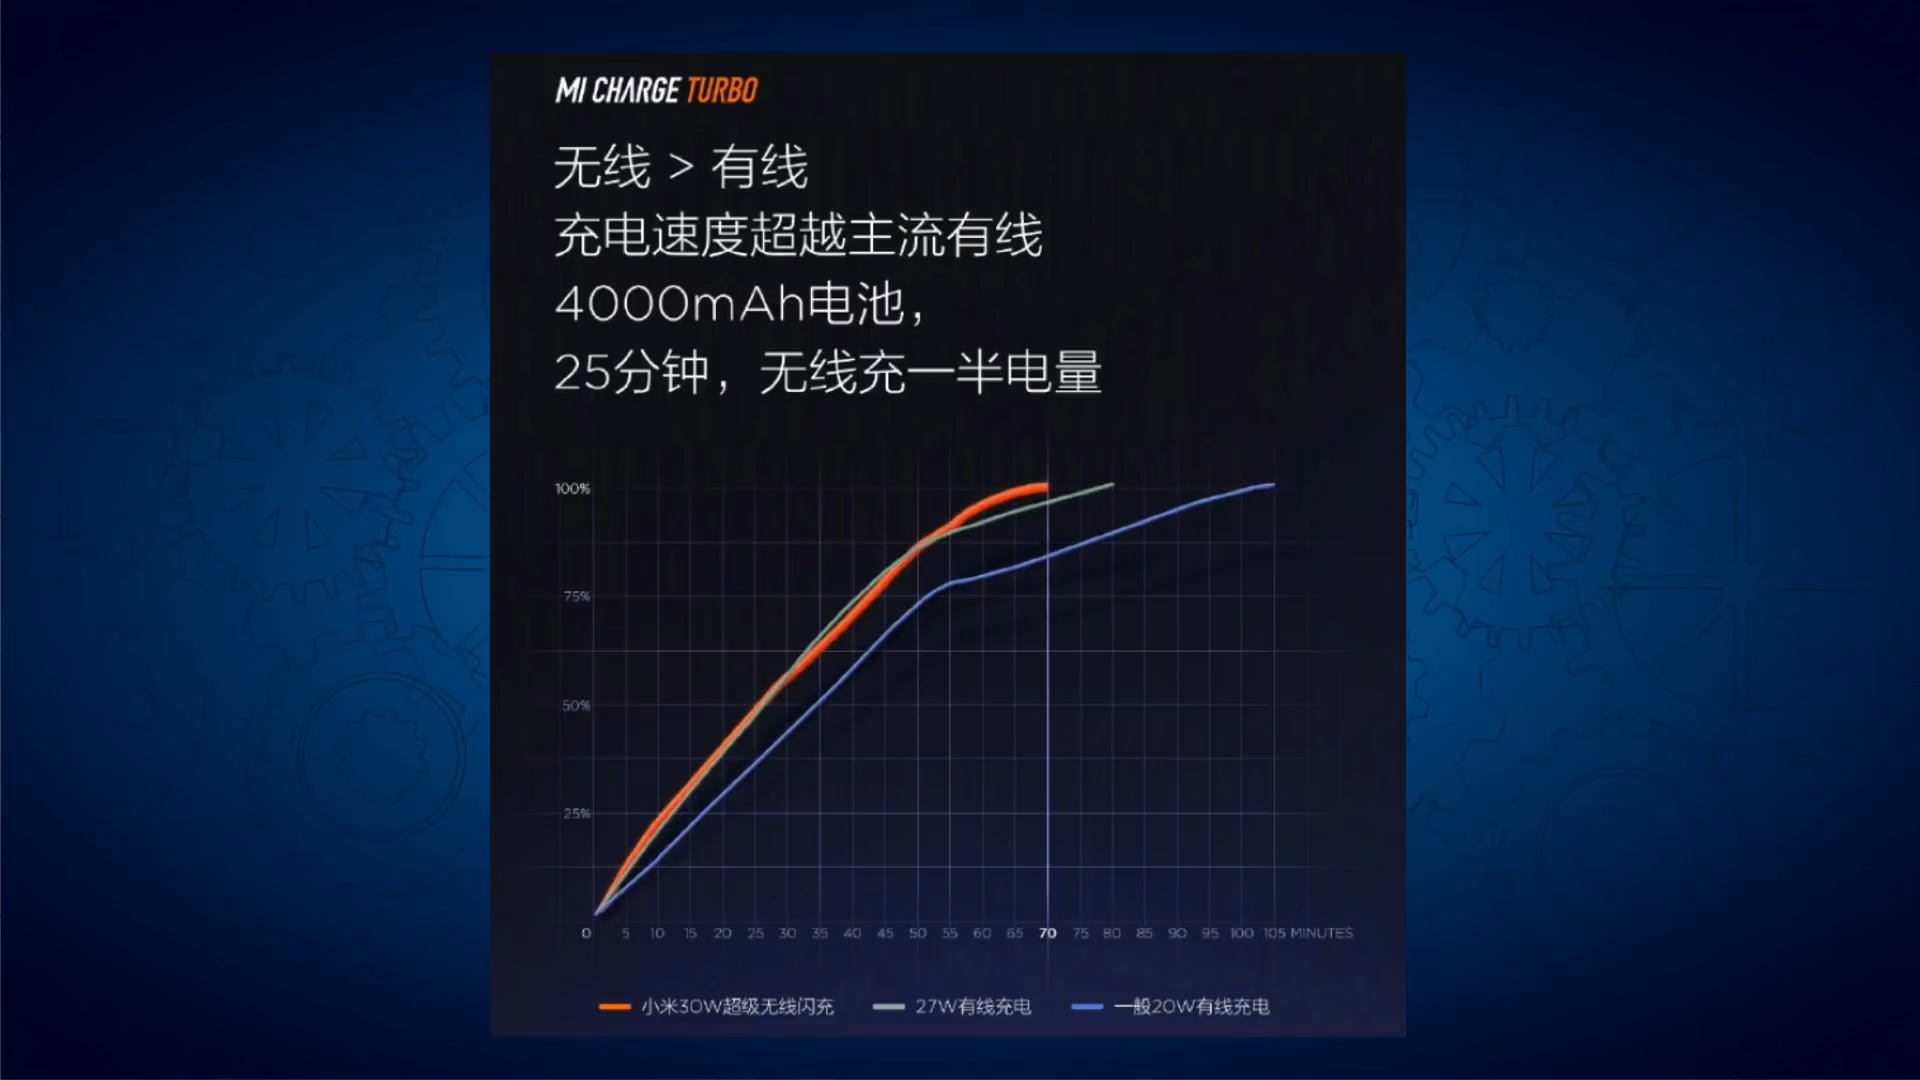 MI CHARGE TURBO
无线 > 有线
充电速度超越主流有线
4000mAh电池，
25分钟，无线充一半电量
100%
75%
50%
25%
0 5 10 15 20 25 30 35 40 45 50 55 60 65 70 75 80 85 90 95 100 105 MINUTES
小米30W超级无线闪充 27W有线充电 一般20W有线充电